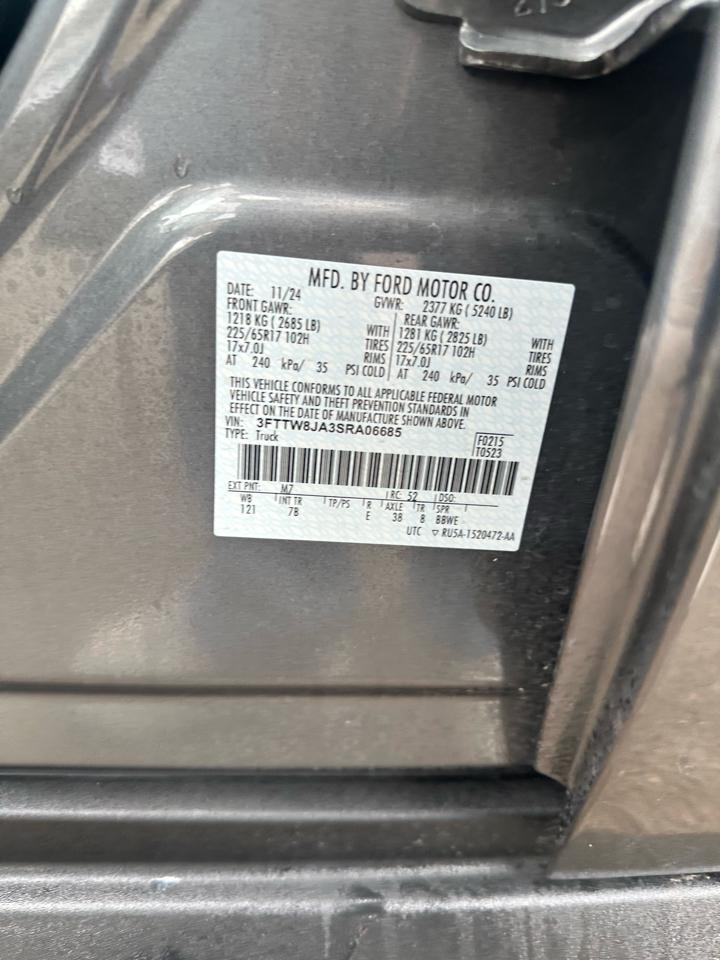 MFD. BY FORD MOTOR CO.
DATE: 11/24 GVWR: 2377 KG ( 5240 LB)
FRONT GAWR: REAR GAWR:
1218 KG ( 2685 LB) WITH 1281 KG ( 2825 LB) WITH
225/65R17 102H TIRES 225/65R17 102H TIRES
17x7.0J RIMS 17x7.0J RIMS
AT 240 kPa/ 35 PSI COLD AT 240 kPa/ 35 PSI COLD
THIS VEHICLE CONFORMS TO ALL APPLICABLE FEDERAL MOTOR
VEHICLE SAFETY AND THEFT PREVENTION STANDARDS IN
EFFECT ON THE DATE OF MANUFACTURE SHOWN ABOVE.
VIN: 3FTTW8JA3SRA06685 F0215
TYPE: Truck T0523
EXT PNT: M7 RC: 52 DSO:
WB INT TR TP/PS R AXLE TR SPR
121 7B E 38 8 BBWE
UTC ▽ RU5A-1520472-AA